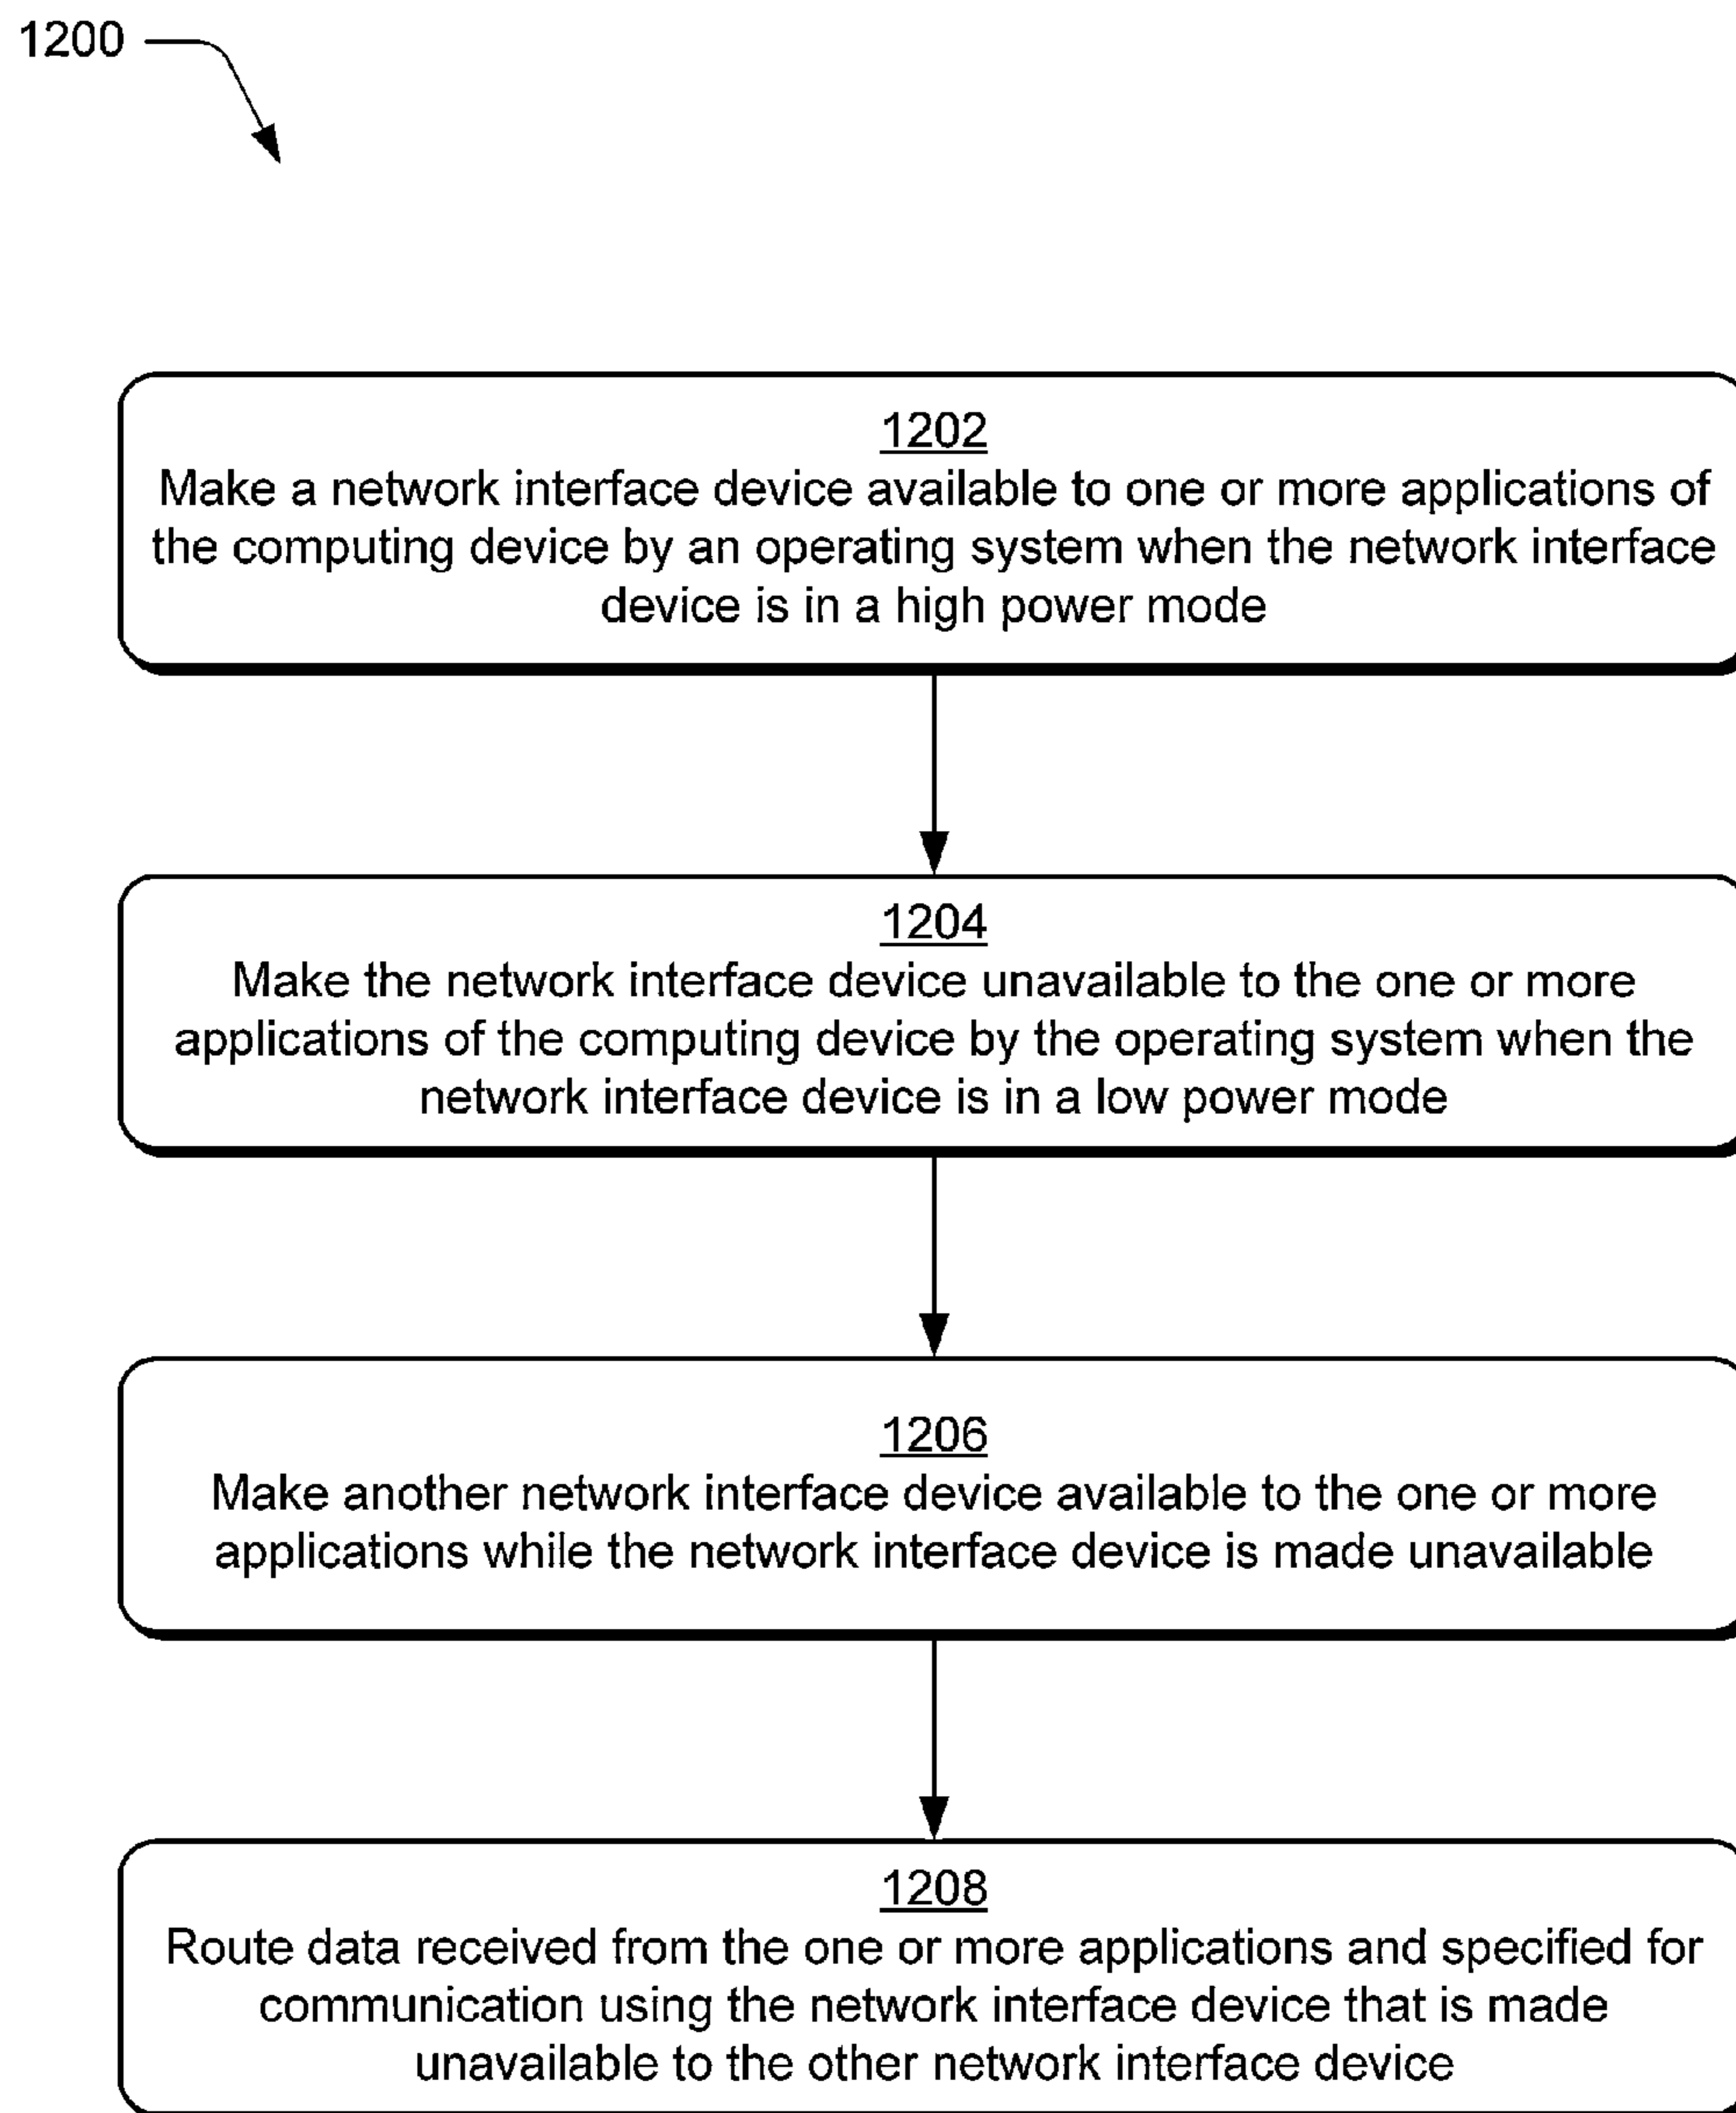 1200
1202
Make a network interface device available to one or more applications of
the computing device by an operating system when the network interface
device is in a high power mode
1204
Make the network interface device unavailable to the one or more
applications of the computing device by the operating system when the
network interface device is in a low power mode
1206
Make another network interface device available to the one or more
applications while the network interface device is made unavailable
1208
Route data received from the one or more applications and specified for
communication using the network interface device that is made
unavailable to the other network interface device